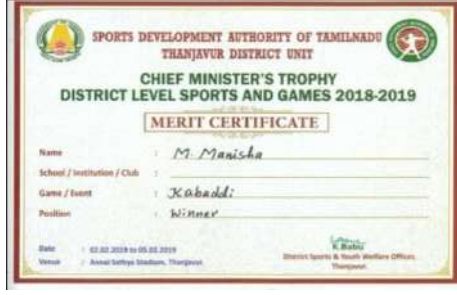 SPORTS DEVELOPMENT AUTHORITY OF TAMILNADU
THANJAVUR DISTRICT UNIT
CHIEF MINISTER'S TROPHY
DISTRICT LEVEL SPORTS AND GAMES 2018-2019
MERIT CERTIFICATE
Name : M. Manisha
School / Institution / Club :
Game / Event : Kabaddi
Position : Winner
Date : 02.02.2019 to 05.02.2019
Venue : Annai Sathya Stadium, Thanjavur.
K.Babu
District Sports & Youth Welfare Officer,
Thanjavur.